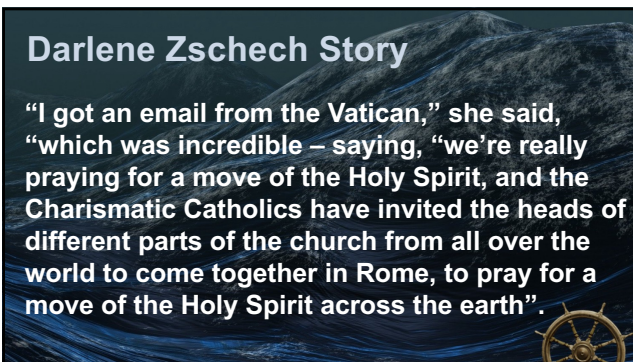 Darlene Zschech Story
“I got an email from the Vatican,” she said,
“which was incredible – saying, “we’re really
praying for a move of the Holy Spirit, and the
Charismatic Catholics have invited the heads of
different parts of the church from all over the
world to come together in Rome, to pray for a
move of the Holy Spirit across the earth”.